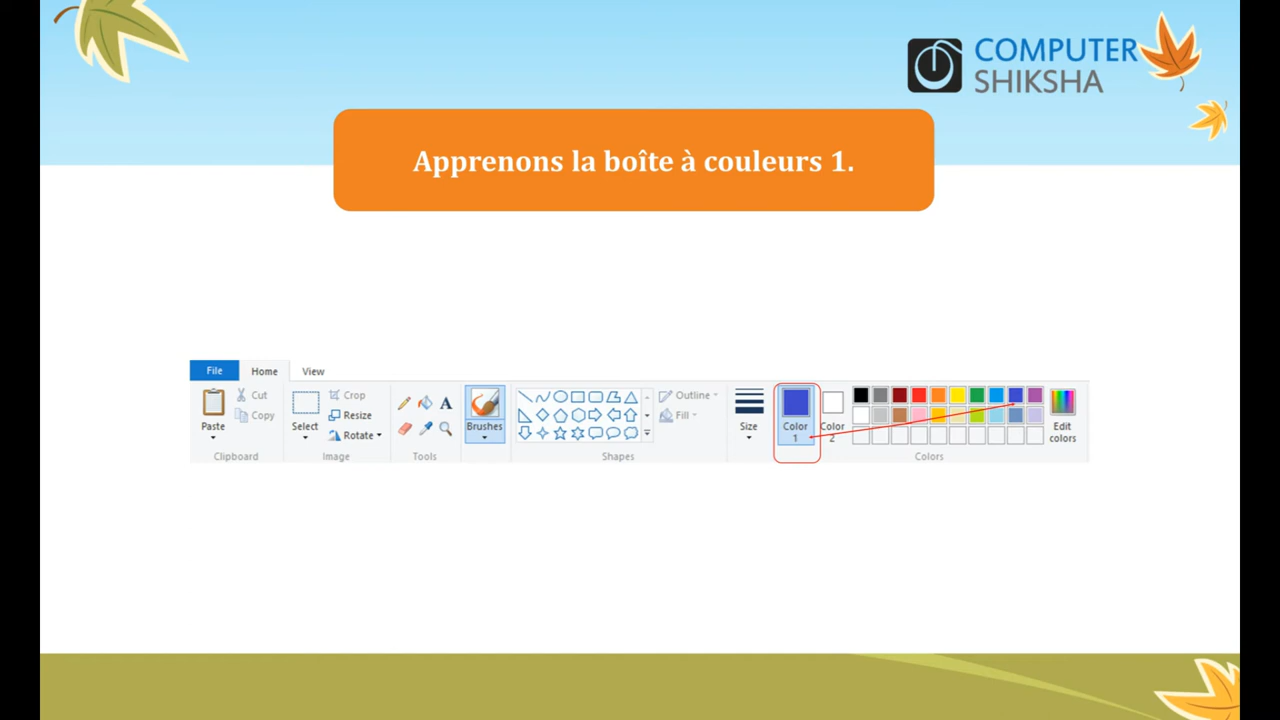 COMPUTER
SHIKSHA
Apprenons la boîte à couleurs 1.
File Home View
Cut Crop Outline
Copy Resize Fill
Paste Select Rotate A Brushes Size Color Color Edit
1 2 colors
Clipboard Image Tools Shapes Colors